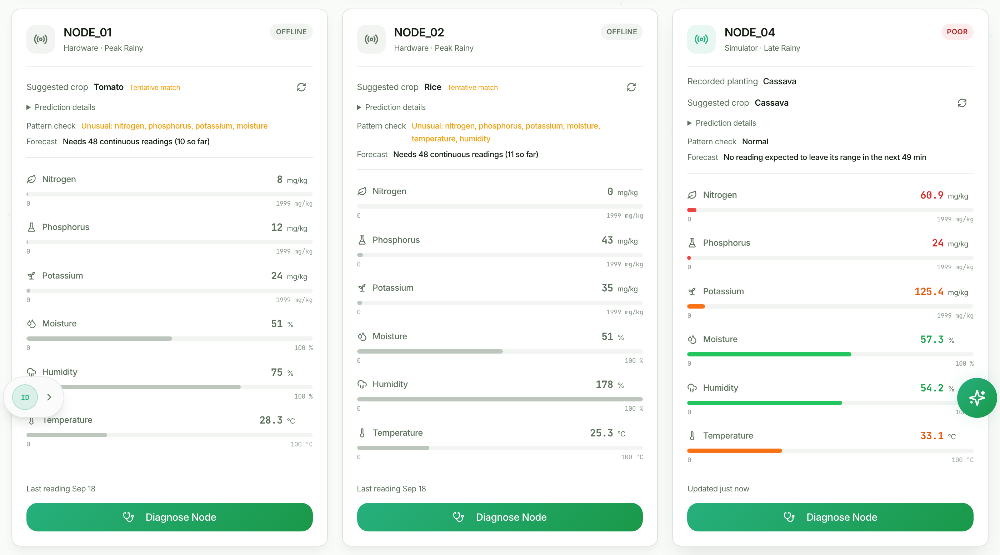 NODE_01
OFFLINE
Hardware · Peak Rainy
Suggested crop Tomato Tentative match
Prediction details
Pattern check Unusual: nitrogen, phosphorus, potassium, moisture
Forecast Needs 48 continuous readings (10 so far)
Nitrogen 8 mg/kg
0 1999 mg/kg
Phosphorus 12 mg/kg
0 1999 mg/kg
Potassium 24 mg/kg
0 1999 mg/kg
Moisture 51 %
0 100 %
Humidity 75 %
100 %
ID
Temperature 28.3 °C
0 100 °C
Last reading Sep 18
Diagnose Node
NODE_02
OFFLINE
Hardware · Peak Rainy
Suggested crop Rice Tentative match
Prediction details
Pattern check Unusual: nitrogen, phosphorus, potassium, moisture,
temperature, humidity
Forecast Needs 48 continuous readings (11 so far)
Nitrogen 0 mg/kg
0 1999 mg/kg
Phosphorus 43 mg/kg
0 1999 mg/kg
Potassium 35 mg/kg
0 1999 mg/kg
Moisture 51 %
0 100 %
Humidity 178 %
0 100 %
Temperature 25.3 °C
0 100 °C
Last reading Sep 18
Diagnose Node
NODE_04
POOR
Simulator · Late Rainy
Recorded planting Cassava
Suggested crop Cassava
Prediction details
Pattern check Normal
Forecast No reading expected to leave its range in the next 49 min
Nitrogen 60.9 mg/kg
0 1999 mg/kg
Phosphorus 24 mg/kg
0 1999 mg/kg
Potassium 125.4 mg/kg
0 1999 mg/kg
Moisture 57.3 %
0 100 %
Humidity 54.2 %
0
Temperature 33.1 °C
0 100 °C
Updated just now
Diagnose Node